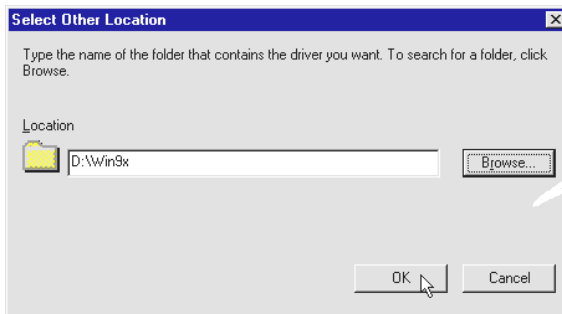 Select Other Location
Type the name of the folder that contains the driver you want. To search for a folder, click
Browse.
Location
D:\Win9x
Browse...
OK
Cancel